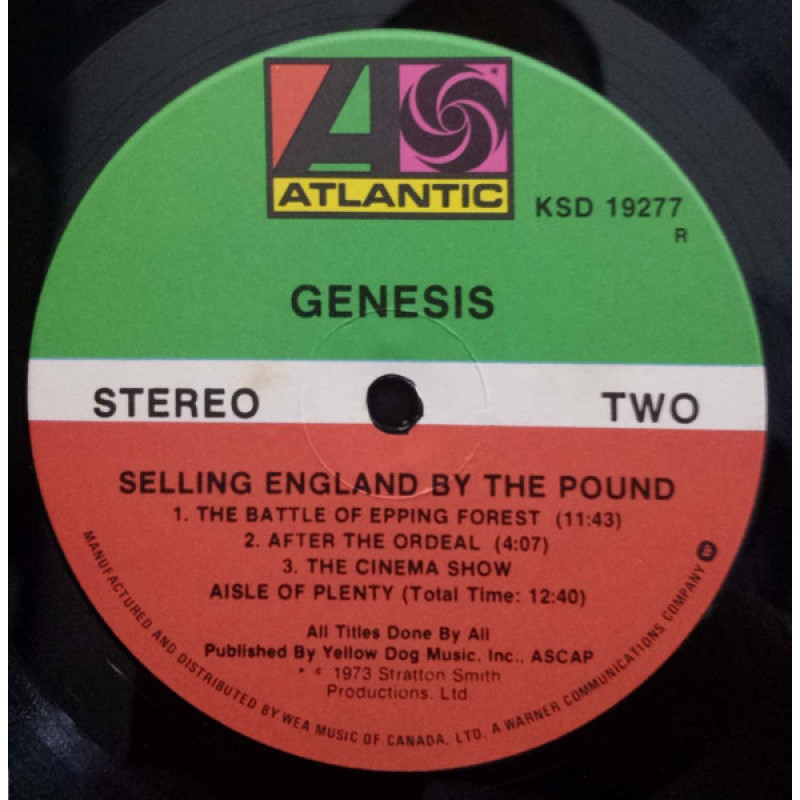 ATLANTIC
KSD 19277
R
GENESIS
STEREO
TWO
SELLING ENGLAND BY THE POUND
1. THE BATTLE OF EPPING FOREST (11:43)
2. AFTER THE ORDEAL (4:07)
3. THE CINEMA SHOW
AISLE OF PLENTY (Total Time: 12:40)
All Titles Done By All
Published By Yellow Dog Music, Inc., ASCAP
1973 Stratton Smith
Productions, Ltd
MANUFACTURED AND DISTRIBUTED BY WEA MUSIC OF CANADA, LTD. A WARNER COMMUNICATIONS COMPANY